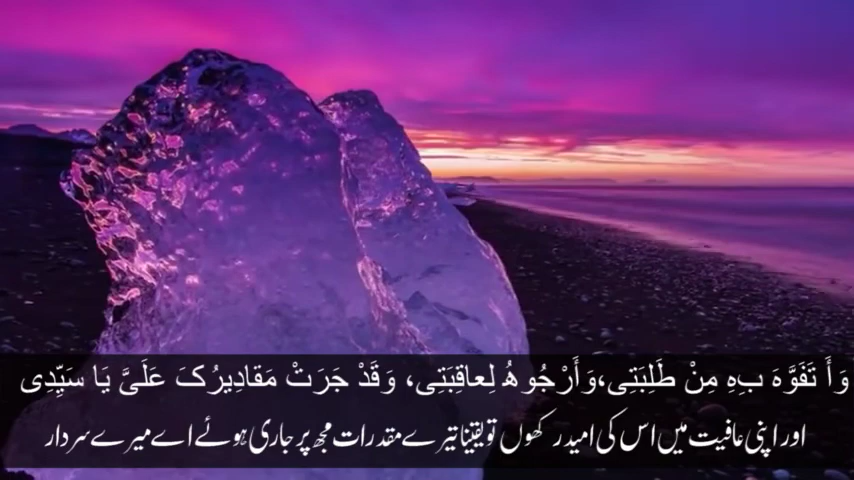 وَأَ تَفَوَّهَ بِهِ مِنْ طَلِبَتِی،وَأَرْجُوهُ لِعاقِبَتِی، وَقَدْ جَرَتْ مَقادِیرُکَ عَلَیَّ یَا سَیِّدِی
اور اپنی عافیت میں اس کی امید رکھوں تو یقینا تیرے مقدرات مجھ پر جاری ہوئے اے میرے سردار